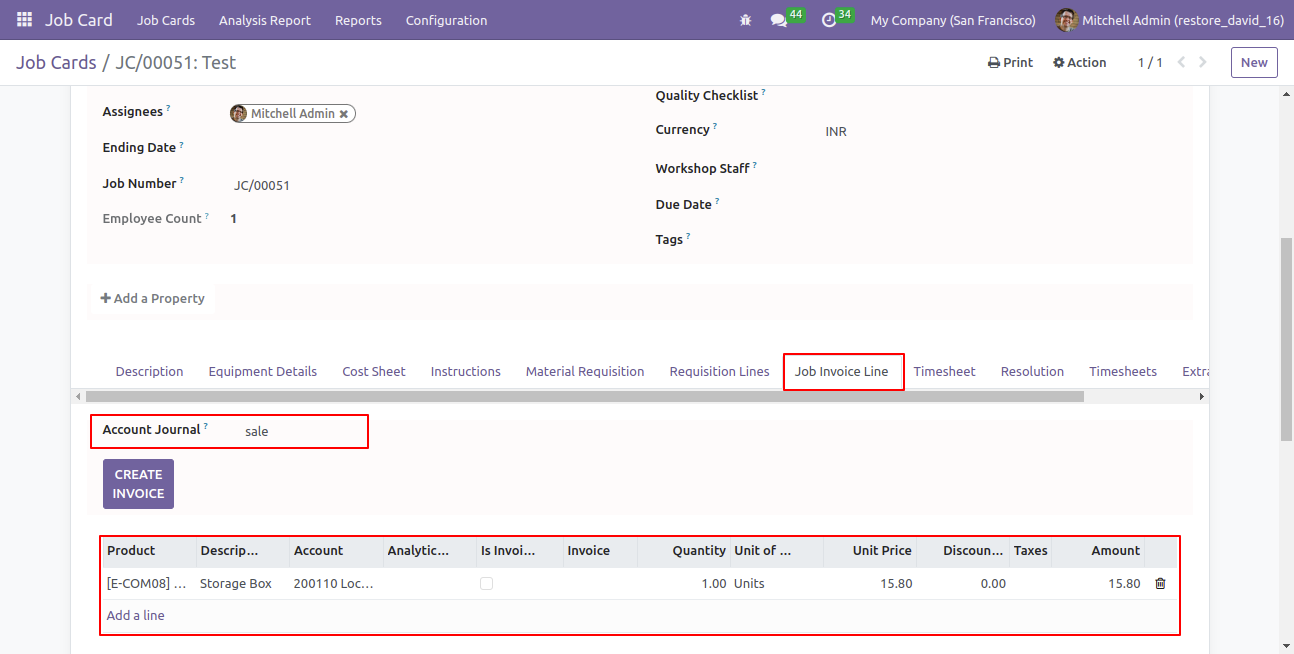 Job Card Job Cards Analysis Report Reports Configuration 44 34 My Company (San Francisco) Mitchell Admin (restore_david_16)
Job Cards / JC/00051: Test Print Action 1 / 1 New
Assignees ? Mitchell Admin ✖
Ending Date ?
Job Number ? JC/00051
Employee Count ? 1
Quality Checklist ?
Currency ? INR
Workshop Staff ?
Due Date ?
Tags ?
+ Add a Property
Description Equipment Details Cost Sheet Instructions Material Requisition Requisition Lines Job Invoice Line Timesheet Resolution Timesheets Extra
Account Journal ? sale
CREATE
INVOICE
Product Descrip... Account Analytic... Is Invoi... Invoice Quantity Unit of ... Unit Price Discoun... Taxes Amount
[E-COM08] ... Storage Box 200110 Loc... 1.00 Units 15.80 0.00 15.80
Add a line